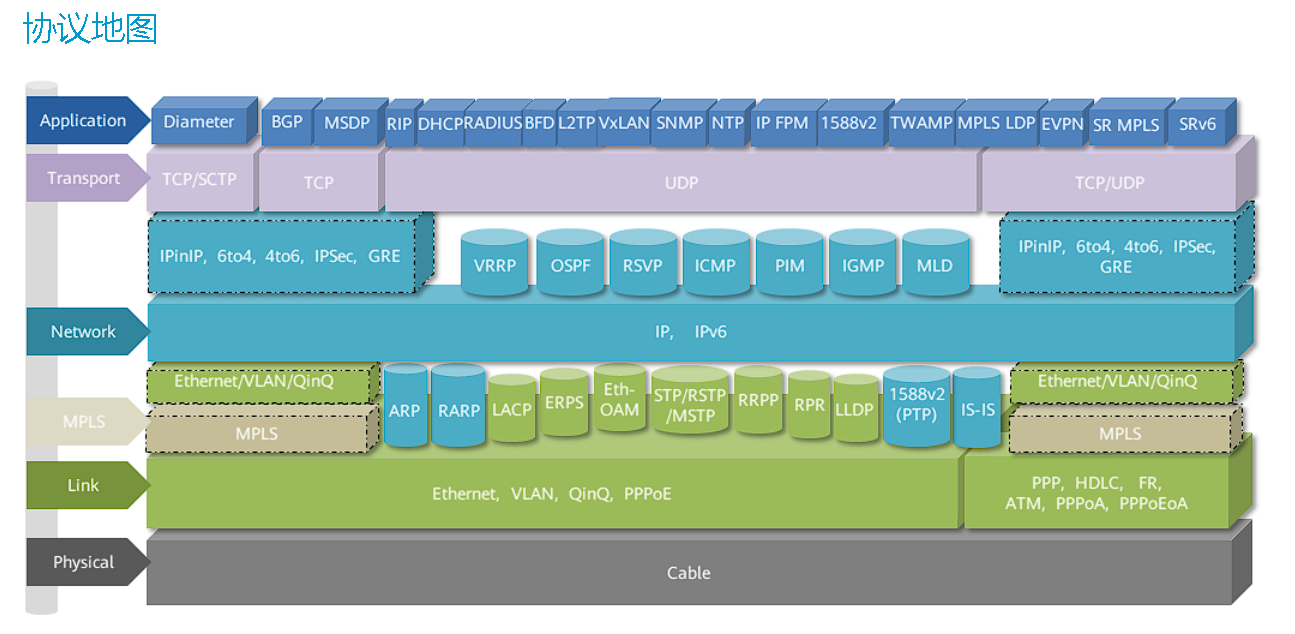 协议地图
Application
Diameter
BGP
MSDP
RIP
DHCP
RADIUS
BFD
L2TP
VxLAN
SNMP
NTP
IP FPM
1588v2
TWAMP
MPLS LDP
EVPN
SR MPLS
SRv6
Transport
TCP/SCTP
TCP
UDP
TCP/UDP
IPinIP, 6to4, 4to6, IPSec, GRE
VRRP
OSPF
RSVP
ICMP
PIM
IGMP
MLD
IPinIP, 6to4, 4to6, IPSec,
GRE
Network
IP, IPv6
Ethernet/VLAN/QinQ
ARP
RARP
LACP
ERPS
Eth-
OAM
STP/RSTP
/MSTP
RRPP
RPR
LLDP
1588v2
(PTP)
IS-IS
Ethernet/VLAN/QinQ
MPLS
MPLS
MPLS
Link
Ethernet, VLAN, QinQ, PPPoE
PPP, HDLC, FR,
ATM, PPPoA, PPPoEoA
Physical
Cable